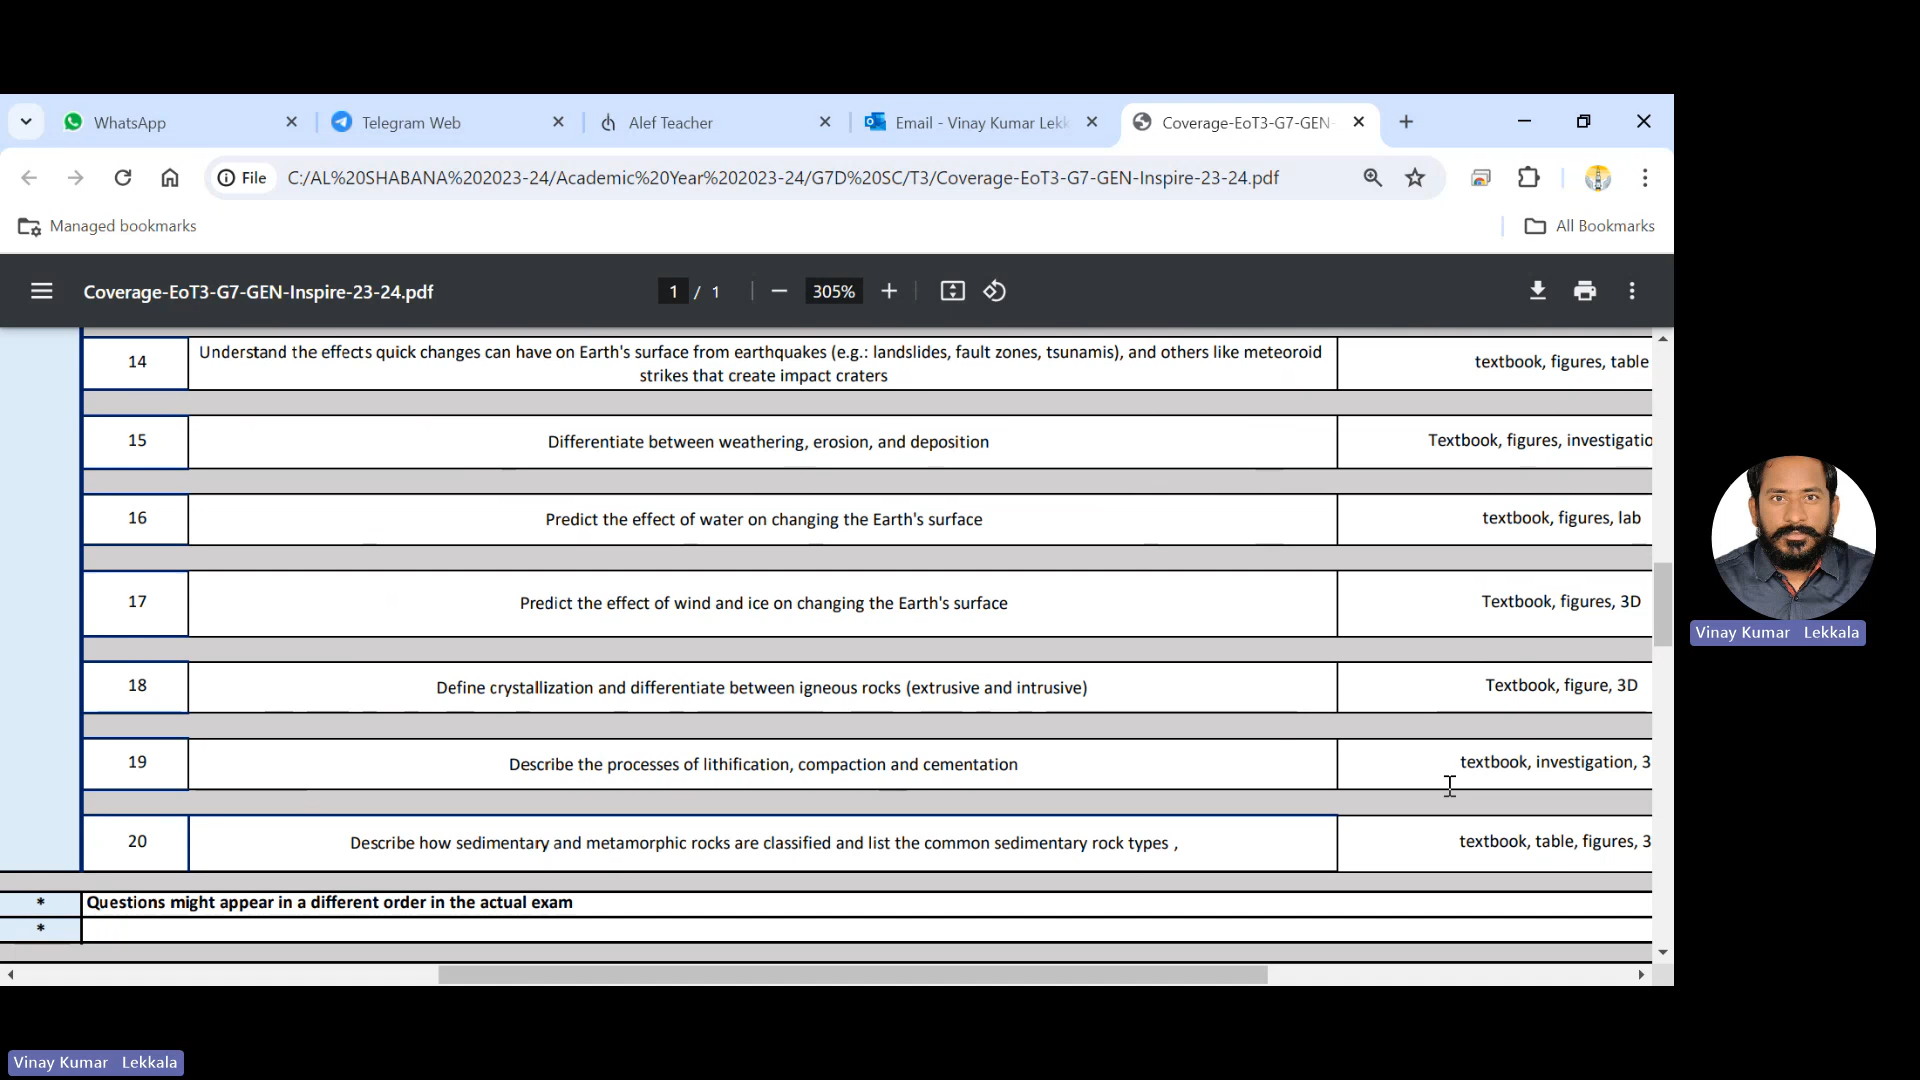 WhatsApp
Telegram Web
Alef Teacher
Email - Vinay Kumar Lekk
Coverage-EoT3-G7-GEN-
File
C:/AL%20SHABANA%202023-24/Academic%20Year%202023-24/G7D%20SC/T3/Coverage-EoT3-G7-GEN-Inspire-23-24.pdf
Managed bookmarks
All Bookmarks
Coverage-EoT3-G7-GEN-Inspire-23-24.pdf
1 / 1
305%
14
Understand the effects quick changes can have on Earth's surface from earthquakes (e.g.: landslides, fault zones, tsunamis), and others like meteoroid
strikes that create impact craters
textbook, figures, table
15
Differentiate between weathering, erosion, and deposition
Textbook, figures, investigatio
16
Predict the effect of water on changing the Earth's surface
textbook, figures, lab
17
Predict the effect of wind and ice on changing the Earth's surface
Textbook, figures, 3D
18
Define crystallization and differentiate between igneous rocks (extrusive and intrusive)
Textbook, figure, 3D
19
Describe the processes of lithification, compaction and cementation
textbook, investigation, 3
20
Describe how sedimentary and metamorphic rocks are classified and list the common sedimentary rock types ,
textbook, table, figures, 3
* Questions might appear in a different order in the actual exam
*
Vinay Kumar Lekkala
Vinay Kumar Lekkala